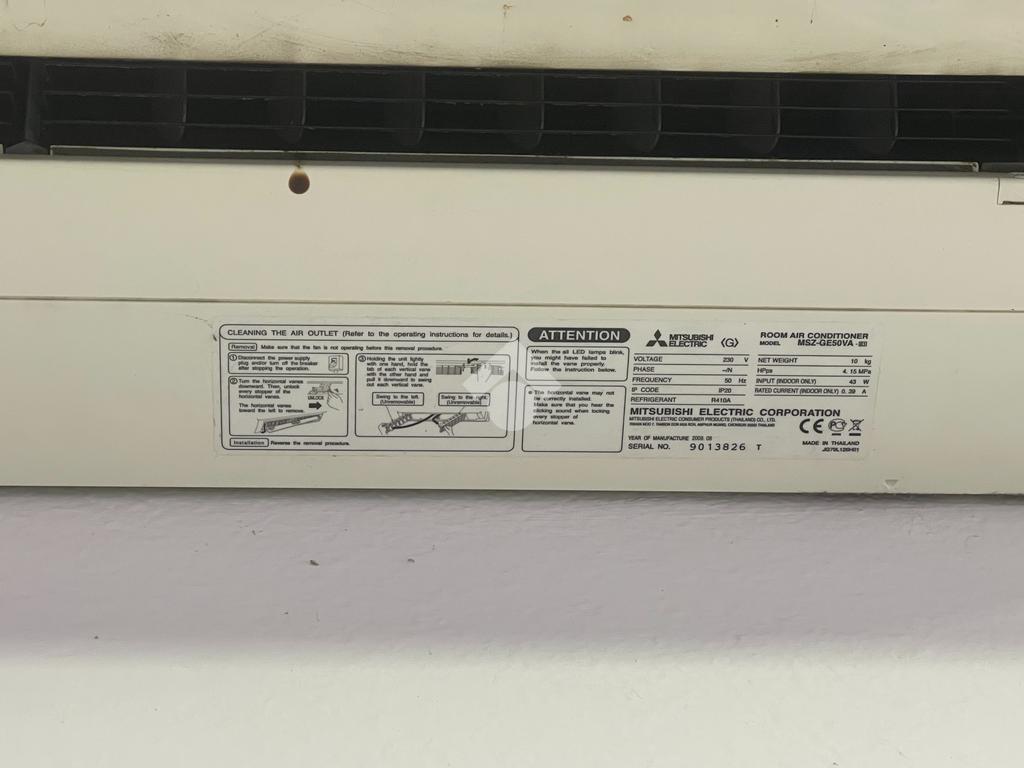 CLEANING THE AIR OUTLET (Refer to the operating instructions for details.)
Removal Make sure that the fan is not operating before this removal procedure.
1 Disconnect the power supply
plug and/or turn off the breaker
after stopping the operation.
2 Turn the horizontal vanes
downward. Then, unlock
every stopper of the
horizontal vanes.
UNLOCK
The horizontal vanes
toward the left to remove.
3 Holding the unit tightly
with one hand, hold the
tab of each vertical vane
with the other hand and
pull it downward to swing
out each vertical vane.
Swing to the left.
(Unremovable)
Swing to the right.
(Unremovable)
Installation Reverse the removal procedure.
ATTENTION
When the all LED lamps blink,
you might have failed to
install the vane properly.
Follow the instruction below.
The horizontal vane may not
be correctly installed.
Make sure that you hear the
clicking sound when locking
every stopper of
horizontal vane.
MITSUBISHI
ELECTRIC
⟨G⟩
VOLTAGE 230 V
PHASE ~/N
FREQUENCY 50 Hz
IP CODE IP20
REFRIGERANT R410A
ROOM AIR CONDITIONER
MODEL MSZ-GE50VA - E1
NET WEIGHT 10 kg
HPps 4.15 MPa
INPUT (INDOOR ONLY) 43 W
RATED CURRENT (INDOOR ONLY) 0.39 A
MITSUBISHI ELECTRIC CORPORATION
MITSUBISHI ELECTRIC CONSUMER PRODUCTS (THAILAND) CO., LTD.
YEAR OF MANUFACTURE 2009. 08
SERIAL NO. 9013826 T
CE
MADE IN THAILAND